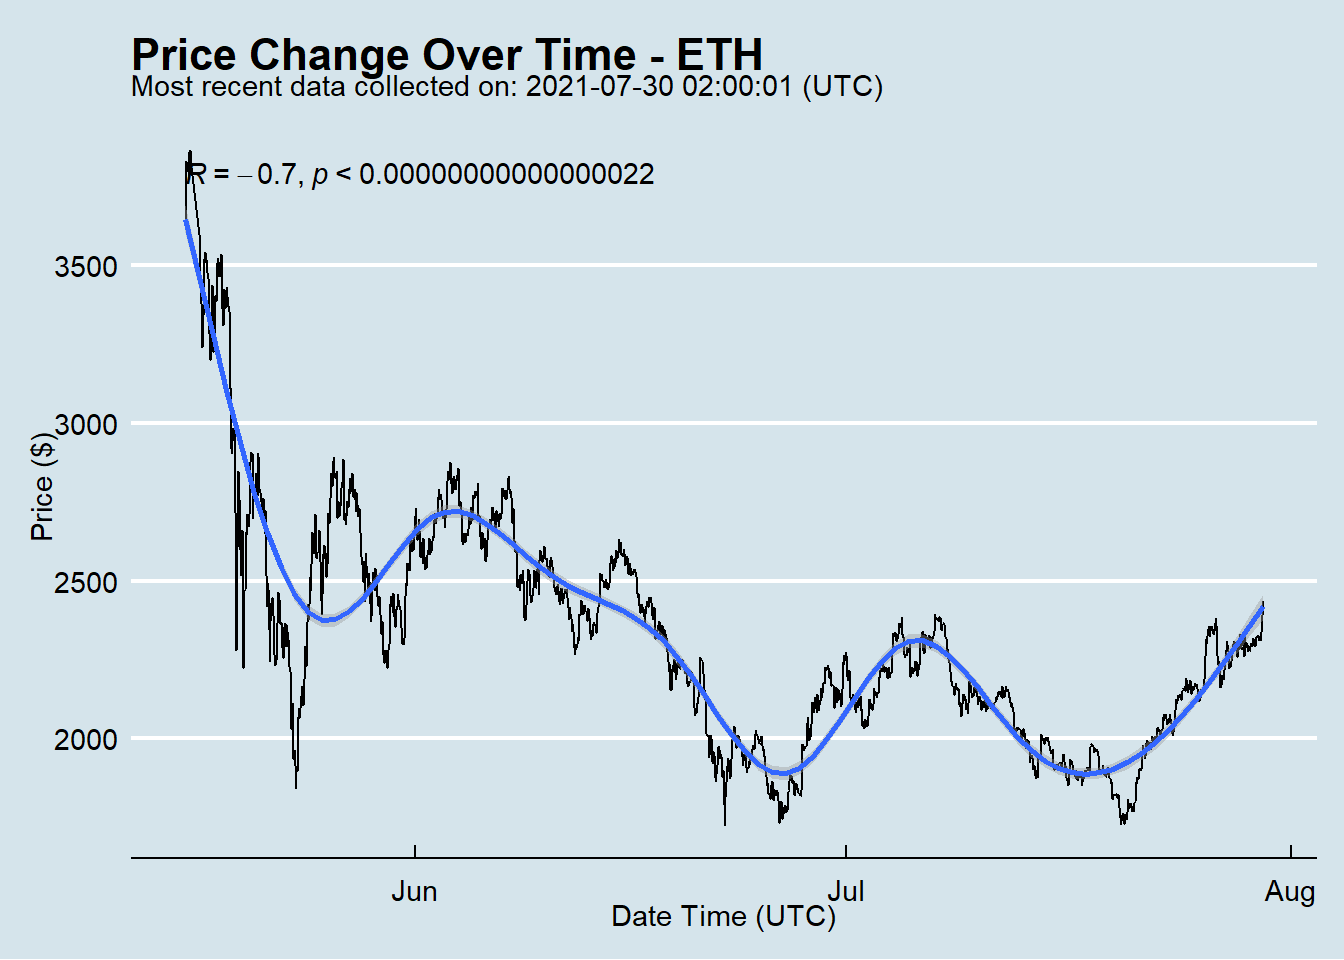 Price Change Over Time - ETH
Most recent data collected on: 2021-07-30 02:00:01 (UTC)
R = −0.7, p < 0.00000000000000022
3500
3000
2500
2000
Price ($)
Jun
Jul
Aug
Date Time (UTC)